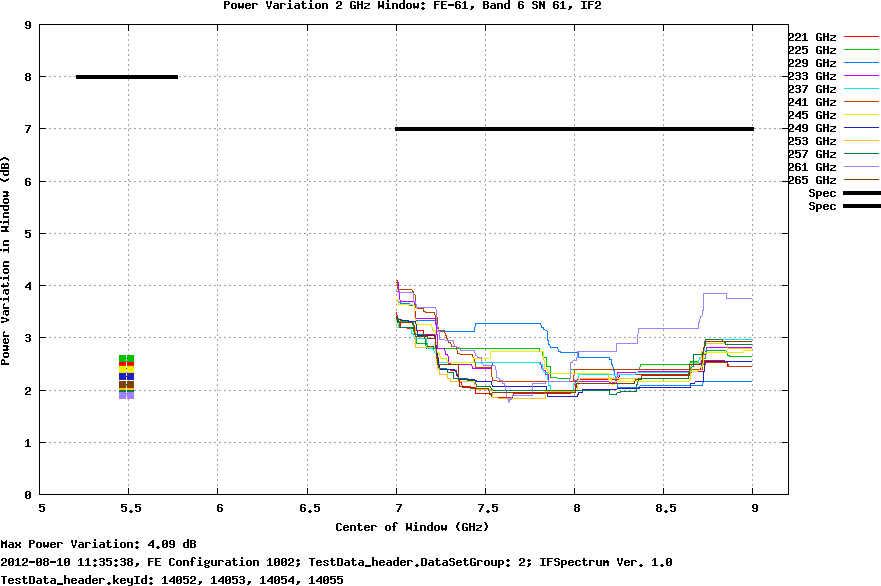 Power Variation 2 GHz Window: FE-61, Band 6 SN 61, IF2
9
8
7
6
5
4
3
2
1
0
Power Variation in Window (dB)
221 GHz
225 GHz
229 GHz
233 GHz
237 GHz
241 GHz
245 GHz
249 GHz
253 GHz
257 GHz
261 GHz
265 GHz
Spec
Spec
5 5.5 6 6.5 7 7.5 8 8.5 9
Center of Window (GHz)
Max Power Variation: 4.09 dB
2012-08-10 11:35:38, FE Configuration 1002; TestData_header.DataSetGroup: 2; IFSpectrum Ver. 1.0
TestData_header.keyId: 14052, 14053, 14054, 14055